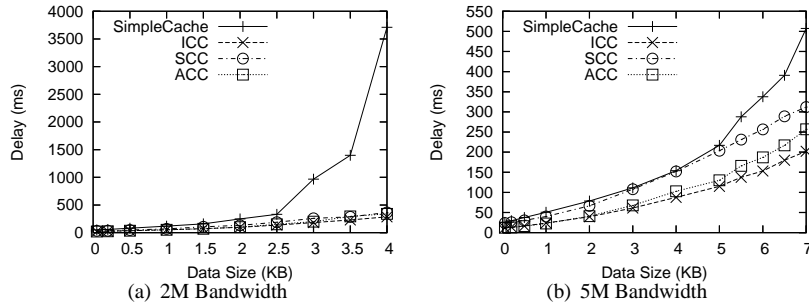 4000
3500
3000
2500
2000
1500
1000
500
0
Delay (ms)
SimpleCache
ICC
SCC
ACC
0 0.5 1 1.5 2 2.5 3 3.5 4
Data Size (KB)
(a) 2M Bandwidth
550
500
450
400
350
300
250
200
150
100
50
0
Delay (ms)
SimpleCache
ICC
SCC
ACC
0 1 2 3 4 5 6 7
Data Size (KB)
(b) 5M Bandwidth